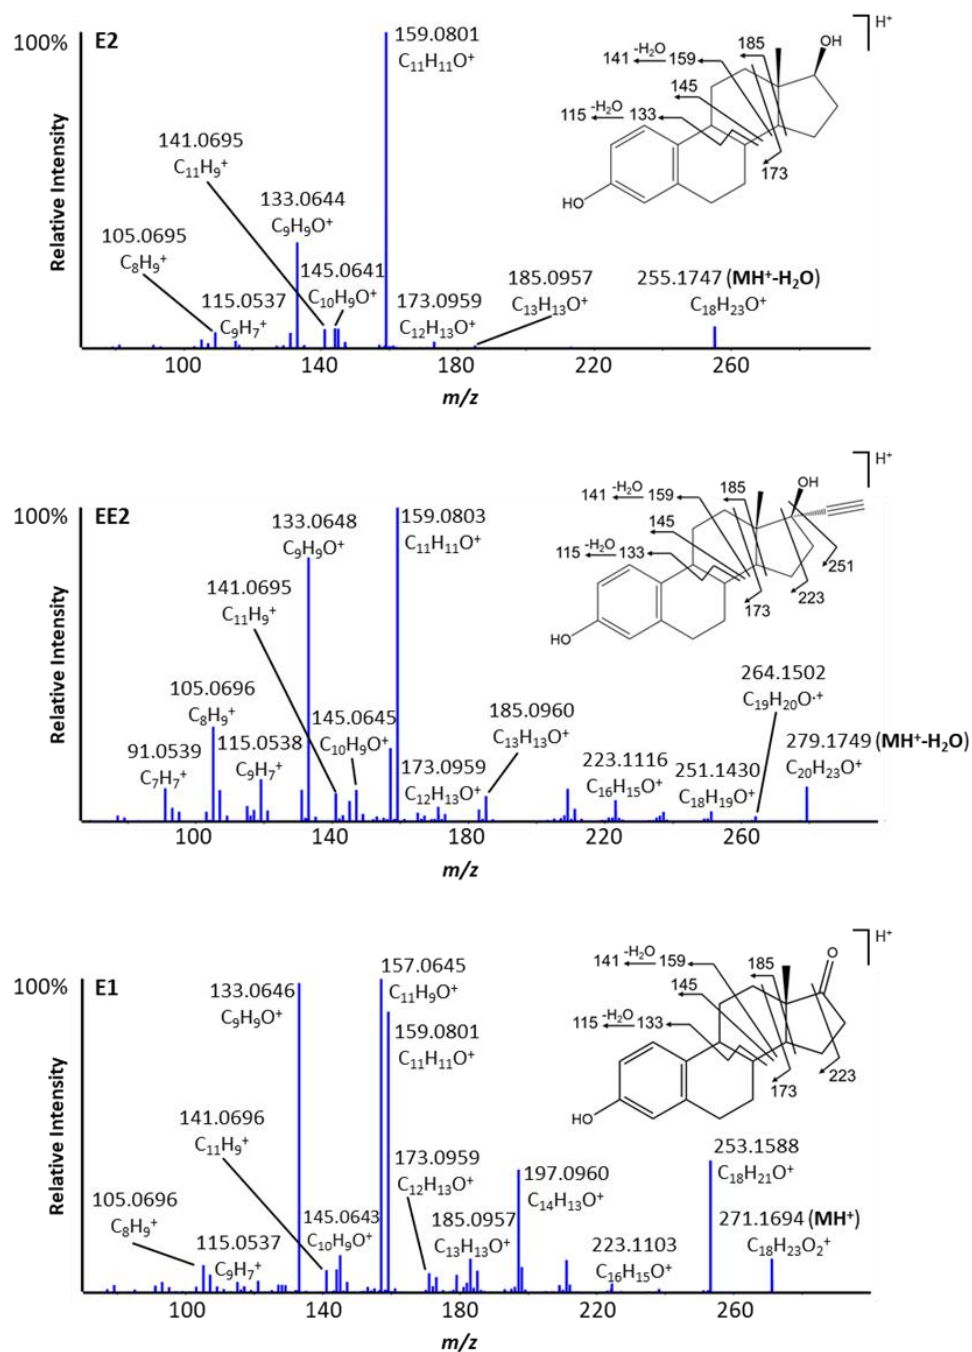 100%
E2
159.0801
C₁₁H₁₁O⁺
H⁺
OH
185
141 -H₂O 159
145
115 -H₂O 133
173
HO
141.0695
C₁₁H₉⁺
133.0644
C₉H₉O⁺
105.0695
C₈H₉⁺
145.0641
C₁₀H₉O⁺
115.0537
C₉H₇⁺
173.0959
C₁₂H₁₃O⁺
185.0957
C₁₃H₁₃O⁺
255.1747 (MH⁺-H₂O)
C₁₈H₂₃O⁺
Relative Intensity
100 140 180 220 260
m/z
100%
EE2
133.0648
C₉H₉O⁺
159.0803
C₁₁H₁₁O⁺
H⁺
OH
185
141 -H₂O 159
145
115 -H₂O 133
251
223
173
HO
141.0695
C₁₁H₉⁺
105.0696
C₈H₉⁺
91.0539
C₇H₇⁺
115.0538
C₉H₇⁺
145.0645
C₁₀H₉O⁺
173.0959
C₁₂H₁₃O⁺
185.0960
C₁₃H₁₃O⁺
223.1116
C₁₆H₁₅O⁺
251.1430
C₁₈H₁₉O⁺
264.1502
C₁₉H₂₀O·⁺
279.1749 (MH⁺-H₂O)
C₂₀H₂₃O⁺
Relative Intensity
100 140 180 220 260
m/z
100%
E1
133.0646
C₉H₉O⁺
157.0645
C₁₁H₉O⁺
159.0801
C₁₁H₁₁O⁺
H⁺
O
185
141 -H₂O 159
145
115 -H₂O 133
223
173
HO
141.0696
C₁₁H₉⁺
105.0696
C₈H₉⁺
115.0537
C₉H₇⁺
145.0643
C₁₀H₉O⁺
173.0959
C₁₂H₁₃O⁺
185.0957
C₁₃H₁₃O⁺
197.0960
C₁₄H₁₃O⁺
223.1103
C₁₆H₁₅O⁺
253.1588
C₁₈H₂₁O⁺
271.1694 (MH⁺)
C₁₈H₂₃O₂⁺
Relative Intensity
100 140 180 220 260
m/z